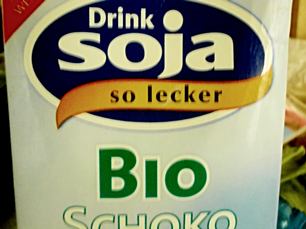 Drink
soja
so lecker
BIO
SCHOKO